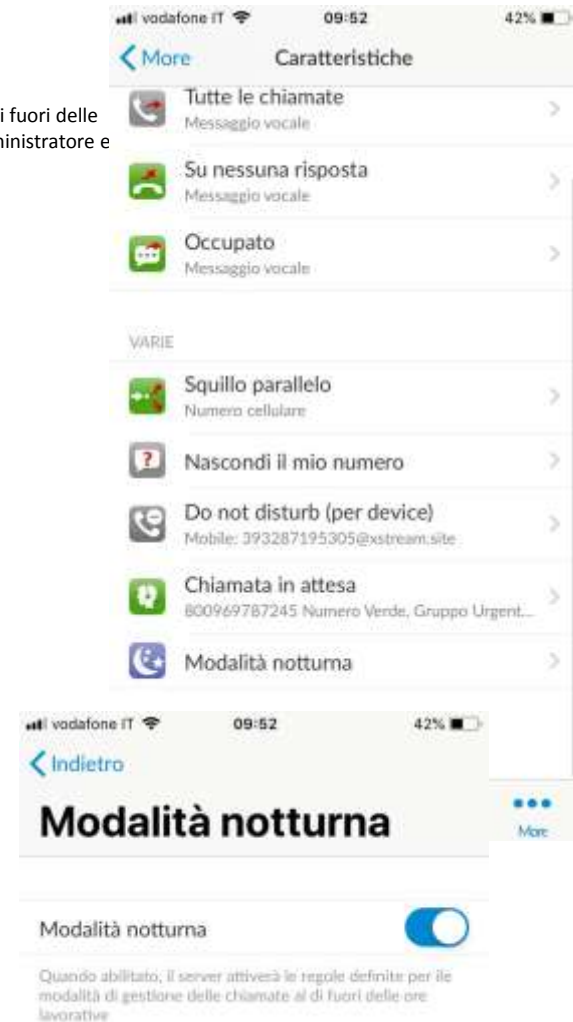 vodafone IT 09:52 42%
More Caratteristiche
i fuori delle
ninistratore e
Tutte le chiamate
Messaggio vocale
Su nessuna risposta
Messaggio vocale
Occupato
Messaggio vocale
VARIE
Squillo parallelo
Numero cellulare
Nascondi il mio numero
Do not disturb (per device)
Mobile: 393287195305@xstream.site
Chiamata in attesa
800969787245 Numero Verde, Gruppo Urgent...
Modalità notturna
More
vodafone IT 09:52 42%
Indietro
Modalità notturna
Modalità notturna
Quando abilitato, il server attiverà le regole definite per ile
modalità di gestione delle chiamate al di fuori delle ore
lavorative